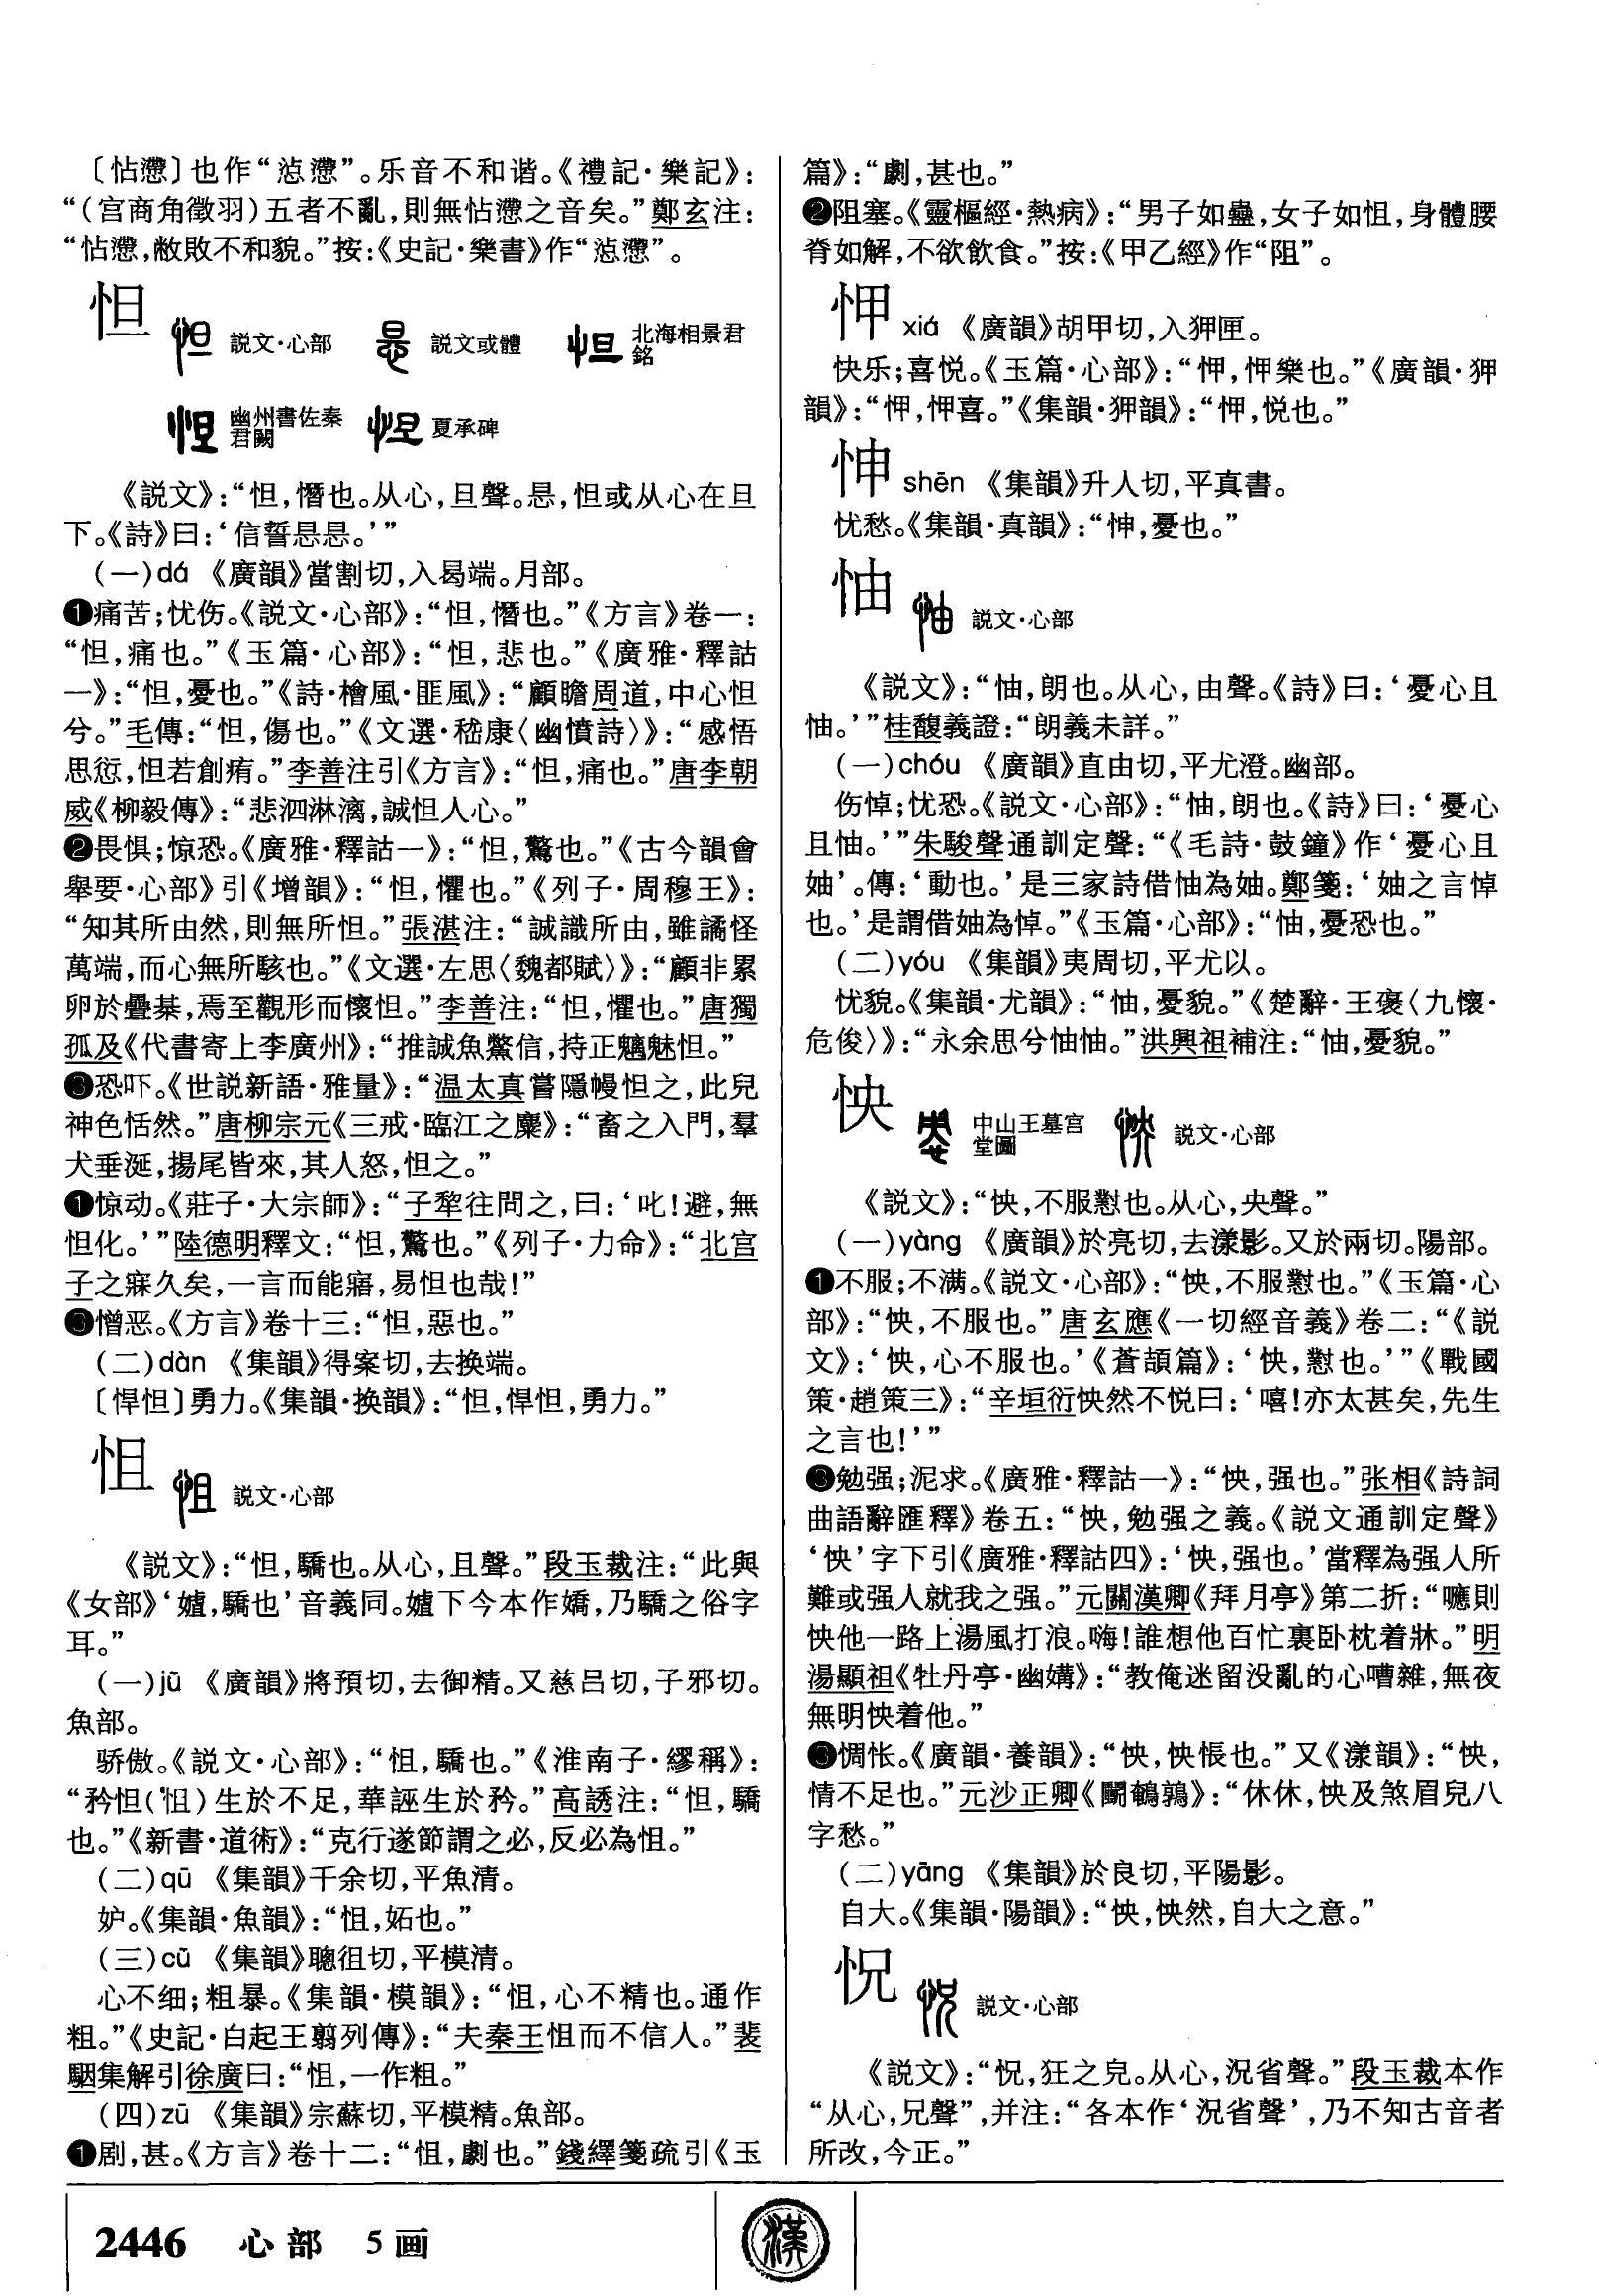 〔怗懘〕也作“惉懘”。乐音不和谐。《禮記·樂記》：
“（宫商角徵羽）五者不亂，則無怗懘之音矣。”鄭玄注：
“怗懘，敝敗不和貌。”按：《史記·樂書》作“惉懘”。
怛
説文·心部
説文或體
北海相景君
銘
幽州書佐秦
君闕
夏承碑
《説文》：“怛，憯也。从心，旦聲。悬，怛或从心在旦
下。《詩》曰：‘信誓悬悬。’”
（一）dá 《廣韻》當割切，入曷端。月部。
❶痛苦；忧伤。《説文·心部》：“怛，憯也。”《方言》卷一：
“怛，痛也。”《玉篇·心部》：“怛，悲也。”《廣雅·釋詁
一》：“怛，憂也。”《詩·檜風·匪風》：“顧瞻周道，中心怛
兮。”毛傳：“怛，傷也。”《文選·嵇康〈幽憤詩〉》：“感悟
思愆，怛若創痏。”李善注引《方言》：“怛，痛也。”唐李朝
威《柳毅傳》：“悲泗淋漓，誠怛人心。”
❷畏惧；惊恐。《廣雅·釋詁一》：“怛，驚也。”《古今韻會
舉要·心部》引《增韻》：“怛，懼也。”《列子·周穆王》：
“知其所由然，則無所怛。”張湛注：“誠識所由，雖譎怪
萬端，而心無所駭也。”《文選·左思〈魏都賦〉》：“顧非累
卵於疊棊，焉至觀形而懷怛。”李善注：“怛，懼也。”唐獨
孤及《代書寄上李廣州》：“推誠魚鱉信，持正魑魅怛。”
❸恐吓。《世説新語·雅量》：“温太真嘗隱幔怛之，此兒
神色恬然。”唐柳宗元《三戒·臨江之麋》：“畜之入門，羣
犬垂涎，揚尾皆來，其人怒，怛之。”
❶惊动。《莊子·大宗師》：“子犂往問之，曰：‘叱！避，無
怛化。’”陸德明釋文：“怛，驚也。”《列子·力命》：“北宫
子之寐久矣，一言而能寤，易怛也哉！”
❸憎恶。《方言》卷十三：“怛，惡也。”
（二）dàn 《集韻》得案切，去换端。
〔悍怛〕勇力。《集韻·换韻》：“怛，悍怛，勇力。”
怚
説文·心部
《説文》：“怚，驕也。从心，且聲。”段玉裁注：“此與
《女部》‘嫭，驕也’音義同。嫭下今本作嬌，乃驕之俗字
耳。”
（一）jù 《廣韻》將預切，去御精。又慈吕切，子邪切。
魚部。
骄傲。《説文·心部》：“怚，驕也。”《淮南子·繆稱》：
“矜怛（怚）生於不足，華誣生於矜。”高誘注：“怛，驕
也。”《新書·道術》：“克行遂節謂之必，反必為怚。”
（二）qū 《集韻》千余切，平魚清。
妒。《集韻·魚韻》：“怚，妬也。”
（三）cū 《集韻》聰徂切，平模清。
心不细；粗暴。《集韻·模韻》：“怚，心不精也。通作
粗。”《史記·白起王翦列傳》：“夫秦王怚而不信人。”裴
駰集解引徐廣曰：“怚，一作粗。”
（四）zū 《集韻》宗蘇切，平模精。魚部。
❶剧，甚。《方言》卷十二：“怚，劇也。”錢繹箋疏引《玉
篇》：“劇，甚也。”
❷阻塞。《靈樞經·熱病》：“男子如蠱，女子如怚，身體腰
脊如解，不欲飲食。”按：《甲乙經》作“阻”。
㤉 xiá 《廣韻》胡甲切，入狎匣。
快乐；喜悦。《玉篇·心部》：“㤉，㤉樂也。”《廣韻·狎
韻》：“㤉，㤉喜。”《集韻·狎韻》：“㤉，悦也。”
㤓 shēn 《集韻》升人切，平真書。
忧愁。《集韻·真韻》：“㤓，憂也。”
怞
説文·心部
《説文》：“怞，朗也。从心，由聲。《詩》曰：‘憂心且
怞。’”桂馥義證：“朗義未詳。”
（一）chóu 《廣韻》直由切，平尤澄。幽部。
伤悼；忧恐。《説文·心部》：“怞，朗也。《詩》曰：‘憂心
且怞。’”朱駿聲通訓定聲：“《毛詩·鼓鐘》作‘憂心且
妯’。傳：‘動也。’是三家詩借怞為妯。鄭箋：‘妯之言悼
也。’是謂借妯為悼。”《玉篇·心部》：“怞，憂恐也。”
（二）yóu 《集韻》夷周切，平尤以。
忧貌。《集韻·尤韻》：“怞，憂貌。”《楚辭·王褒〈九懷·
危俊〉》：“永余思兮怞怞。”洪興祖補注：“怞，憂貌。”
怏
中山王墓宫
堂圖
説文·心部
《説文》：“怏，不服懟也。从心，央聲。”
（一）yàng 《廣韻》於亮切，去漾影。又於兩切。陽部。
❶不服；不满。《説文·心部》：“怏，不服懟也。”《玉篇·心
部》：“怏，不服也。”唐玄應《一切經音義》卷二：“《説
文》：‘怏，心不服也。’《蒼頡篇》：‘怏，懟也。’”《戰國
策·趙策三》：“辛垣衍怏然不悦曰：‘嘻！亦太甚矣，先生
之言也！’”
❸勉强；泥求。《廣雅·釋詁一》：“怏，强也。”张相《詩詞
曲語辭匯釋》卷五：“怏，勉强之義。《説文通訓定聲》
‘怏’字下引《廣雅·釋詁四》：‘怏，强也。’當釋為强人所
難或强人就我之强。”元關漢卿《拜月亭》第二折：“嚈則
怏他一路上湯風打浪。嗨！誰想他百忙裏卧枕着牀。”明
湯顯祖《牡丹亭·幽媾》：“教俺迷留没亂的心嘈雜，無夜
無明怏着他。”
❸惆怅。《廣韻·養韻》：“怏，怏悵也。”又《漾韻》：“怏，
情不足也。”元沙正卿《鬭鵪鶉》：“休休，怏及煞眉兒八
字愁。”
（二）yāng 《集韻》於良切，平陽影。
自大。《集韻·陽韻》：“怏，怏然，自大之意。”
怳
説文·心部
《説文》：“怳，狂之皃。从心，況省聲。”段玉裁本作
“从心，兄聲”，并注：“各本作‘況省聲’，乃不知古音者
所改，今正。”
2446 心部 5画
漢